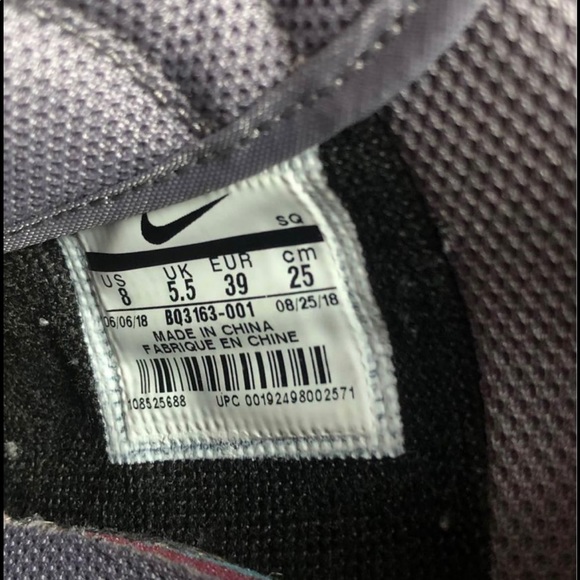 SQ
US UK EUR cm
8 5.5 39 25
06/06/18 BQ3163-001 08/25/18
MADE IN CHINA
FABRIQUE EN CHINE
108525688 UPC 00192498002571